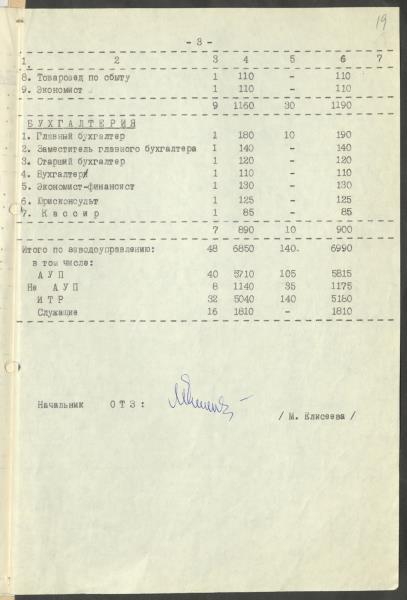 19
- 3 -
1. 2 3 4 5 6 7
8. Товаровед по сбыту 1 110 - 110
9. Экономист 1 110 - 110
9 1160 30 1190
БУХГАЛТЕРИЯ
1. Главный бухгалтер 1 180 10 190
2. Заместитель главного бухгалтера 1 140 - 140
3. Старший бухгалтер 1 120 - 120
4. Бухгалтер 1 110 - 110
5. Экономист-финансист 1 130 - 130
6. Юрисконсульт 1 125 - 125
7. Кассир 1 85 - 85
7 890 10 900
Итого по заводоуправлению: 48 6850 140. 6990
в том числе:
АУП 40 5710 105 5815
Не АУП 8 1140 35 1175
ИТР 32 5040 140 5180
Служащие 16 1810 - 1810
Начальник ОТЗ:
/ М. Елисеева /